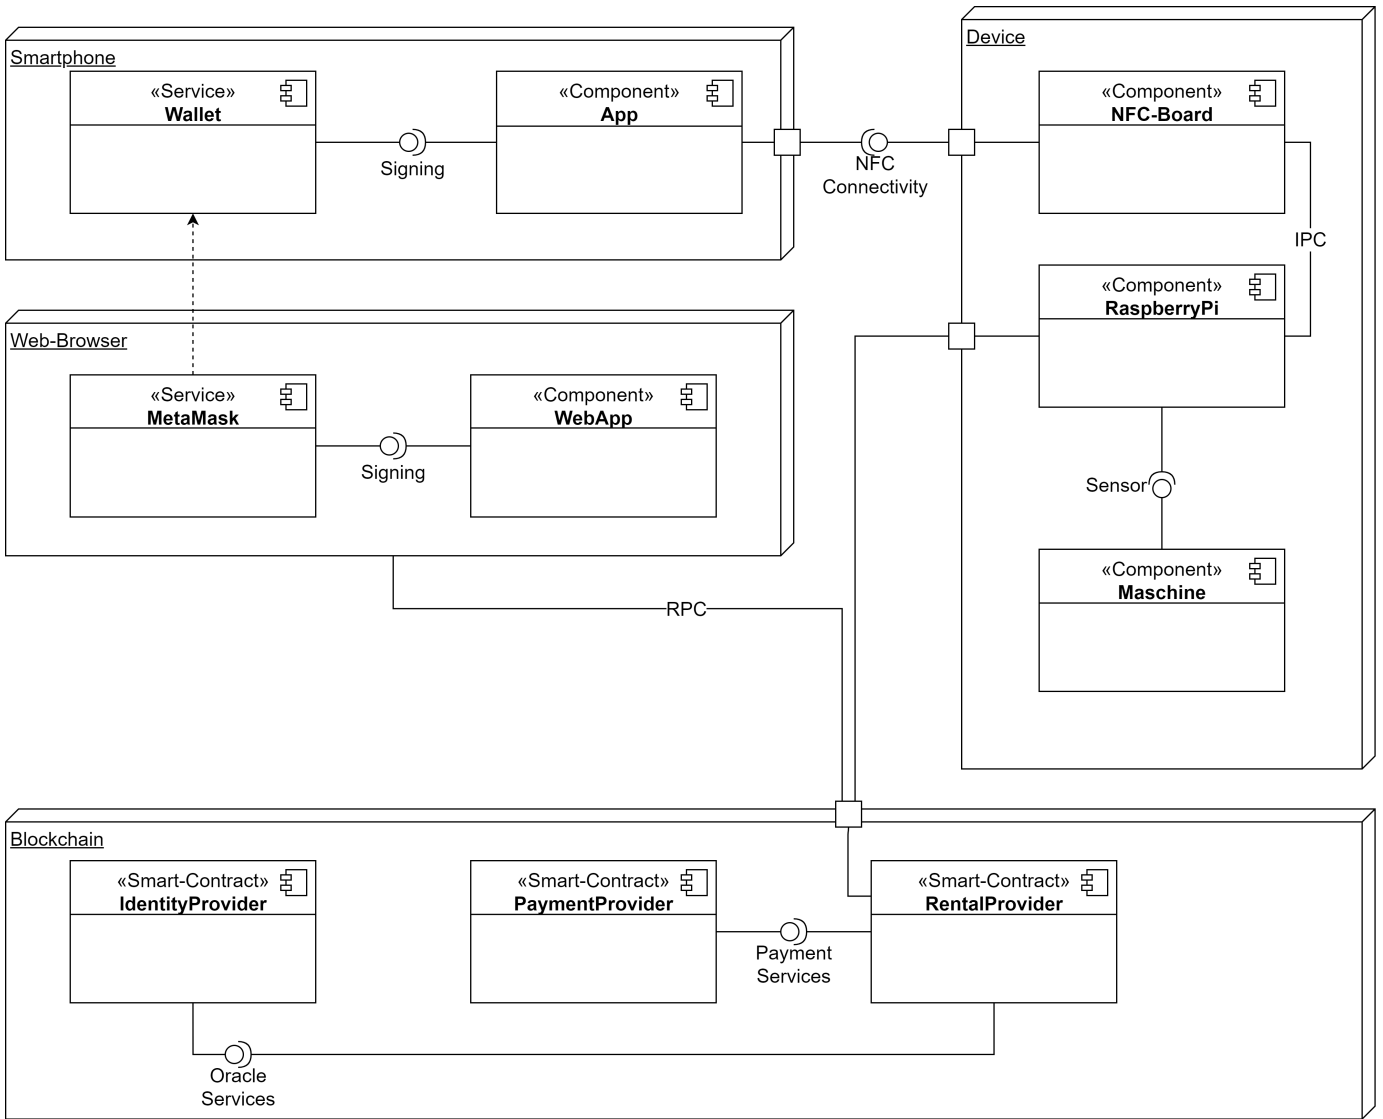 Smartphone
«Service»
Wallet
Signing
«Component»
App
NFC
Connectivity
Device
«Component»
NFC-Board
IPC
«Component»
RaspberryPi
Sensor
«Component»
Maschine
Web-Browser
«Service»
MetaMask
Signing
«Component»
WebApp
RPC
Blockchain
«Smart-Contract»
IdentityProvider
«Smart-Contract»
PaymentProvider
Payment
Services
«Smart-Contract»
RentalProvider
Oracle
Services